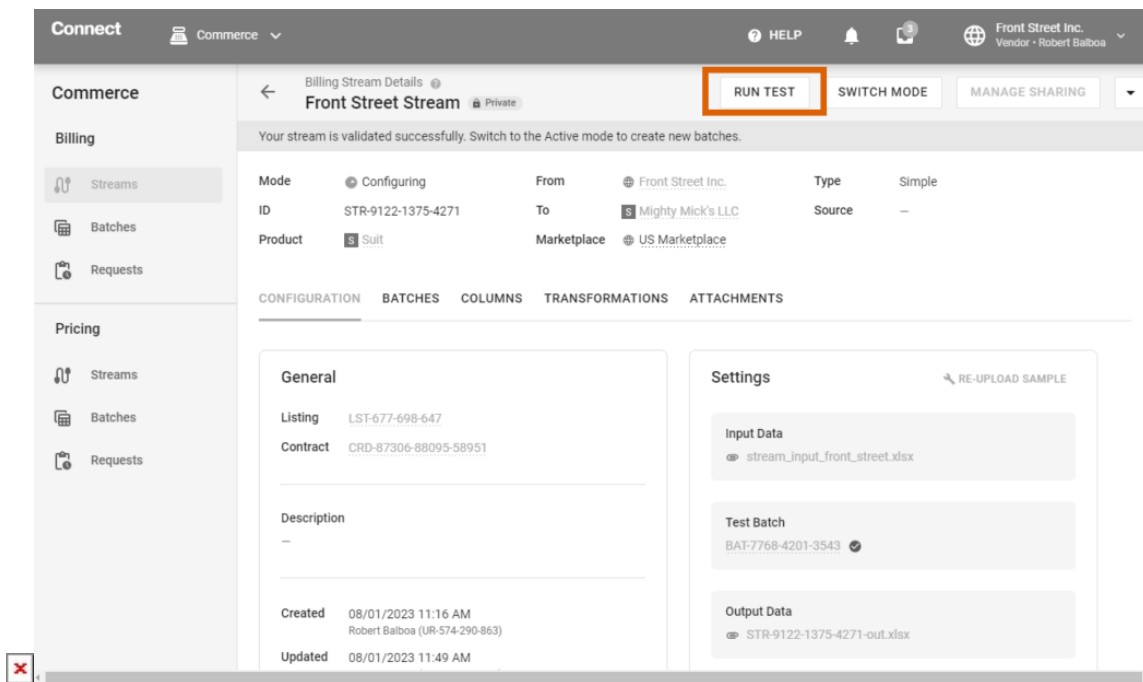 Connect
Commerce
HELP
3
Front Street Inc.
Vendor • Robert Balboa
Commerce
Billing
Streams
Batches
Requests
Pricing
Streams
Batches
Requests
Billing Stream Details
Front Street Stream Private
RUN TEST SWITCH MODE MANAGE SHARING
Your stream is validated successfully. Switch to the Active mode to create new batches.
Mode Configuring From Front Street Inc. Type Simple
ID STR-9122-1375-4271 To S Mighty Mick's LLC Source —
Product S Suit Marketplace US Marketplace
CONFIGURATION BATCHES COLUMNS TRANSFORMATIONS ATTACHMENTS
General
Listing LST-677-698-647
Contract CRD-87306-88095-58951
Description
—
Created 08/01/2023 11:16 AM
Robert Balboa (UR-574-290-863)
Updated 08/01/2023 11:49 AM
Settings RE-UPLOAD SAMPLE
Input Data
stream_input_front_street.xlsx
Test Batch
BAT-7768-4201-3543
Output Data
STR-9122-1375-4271-out.xlsx